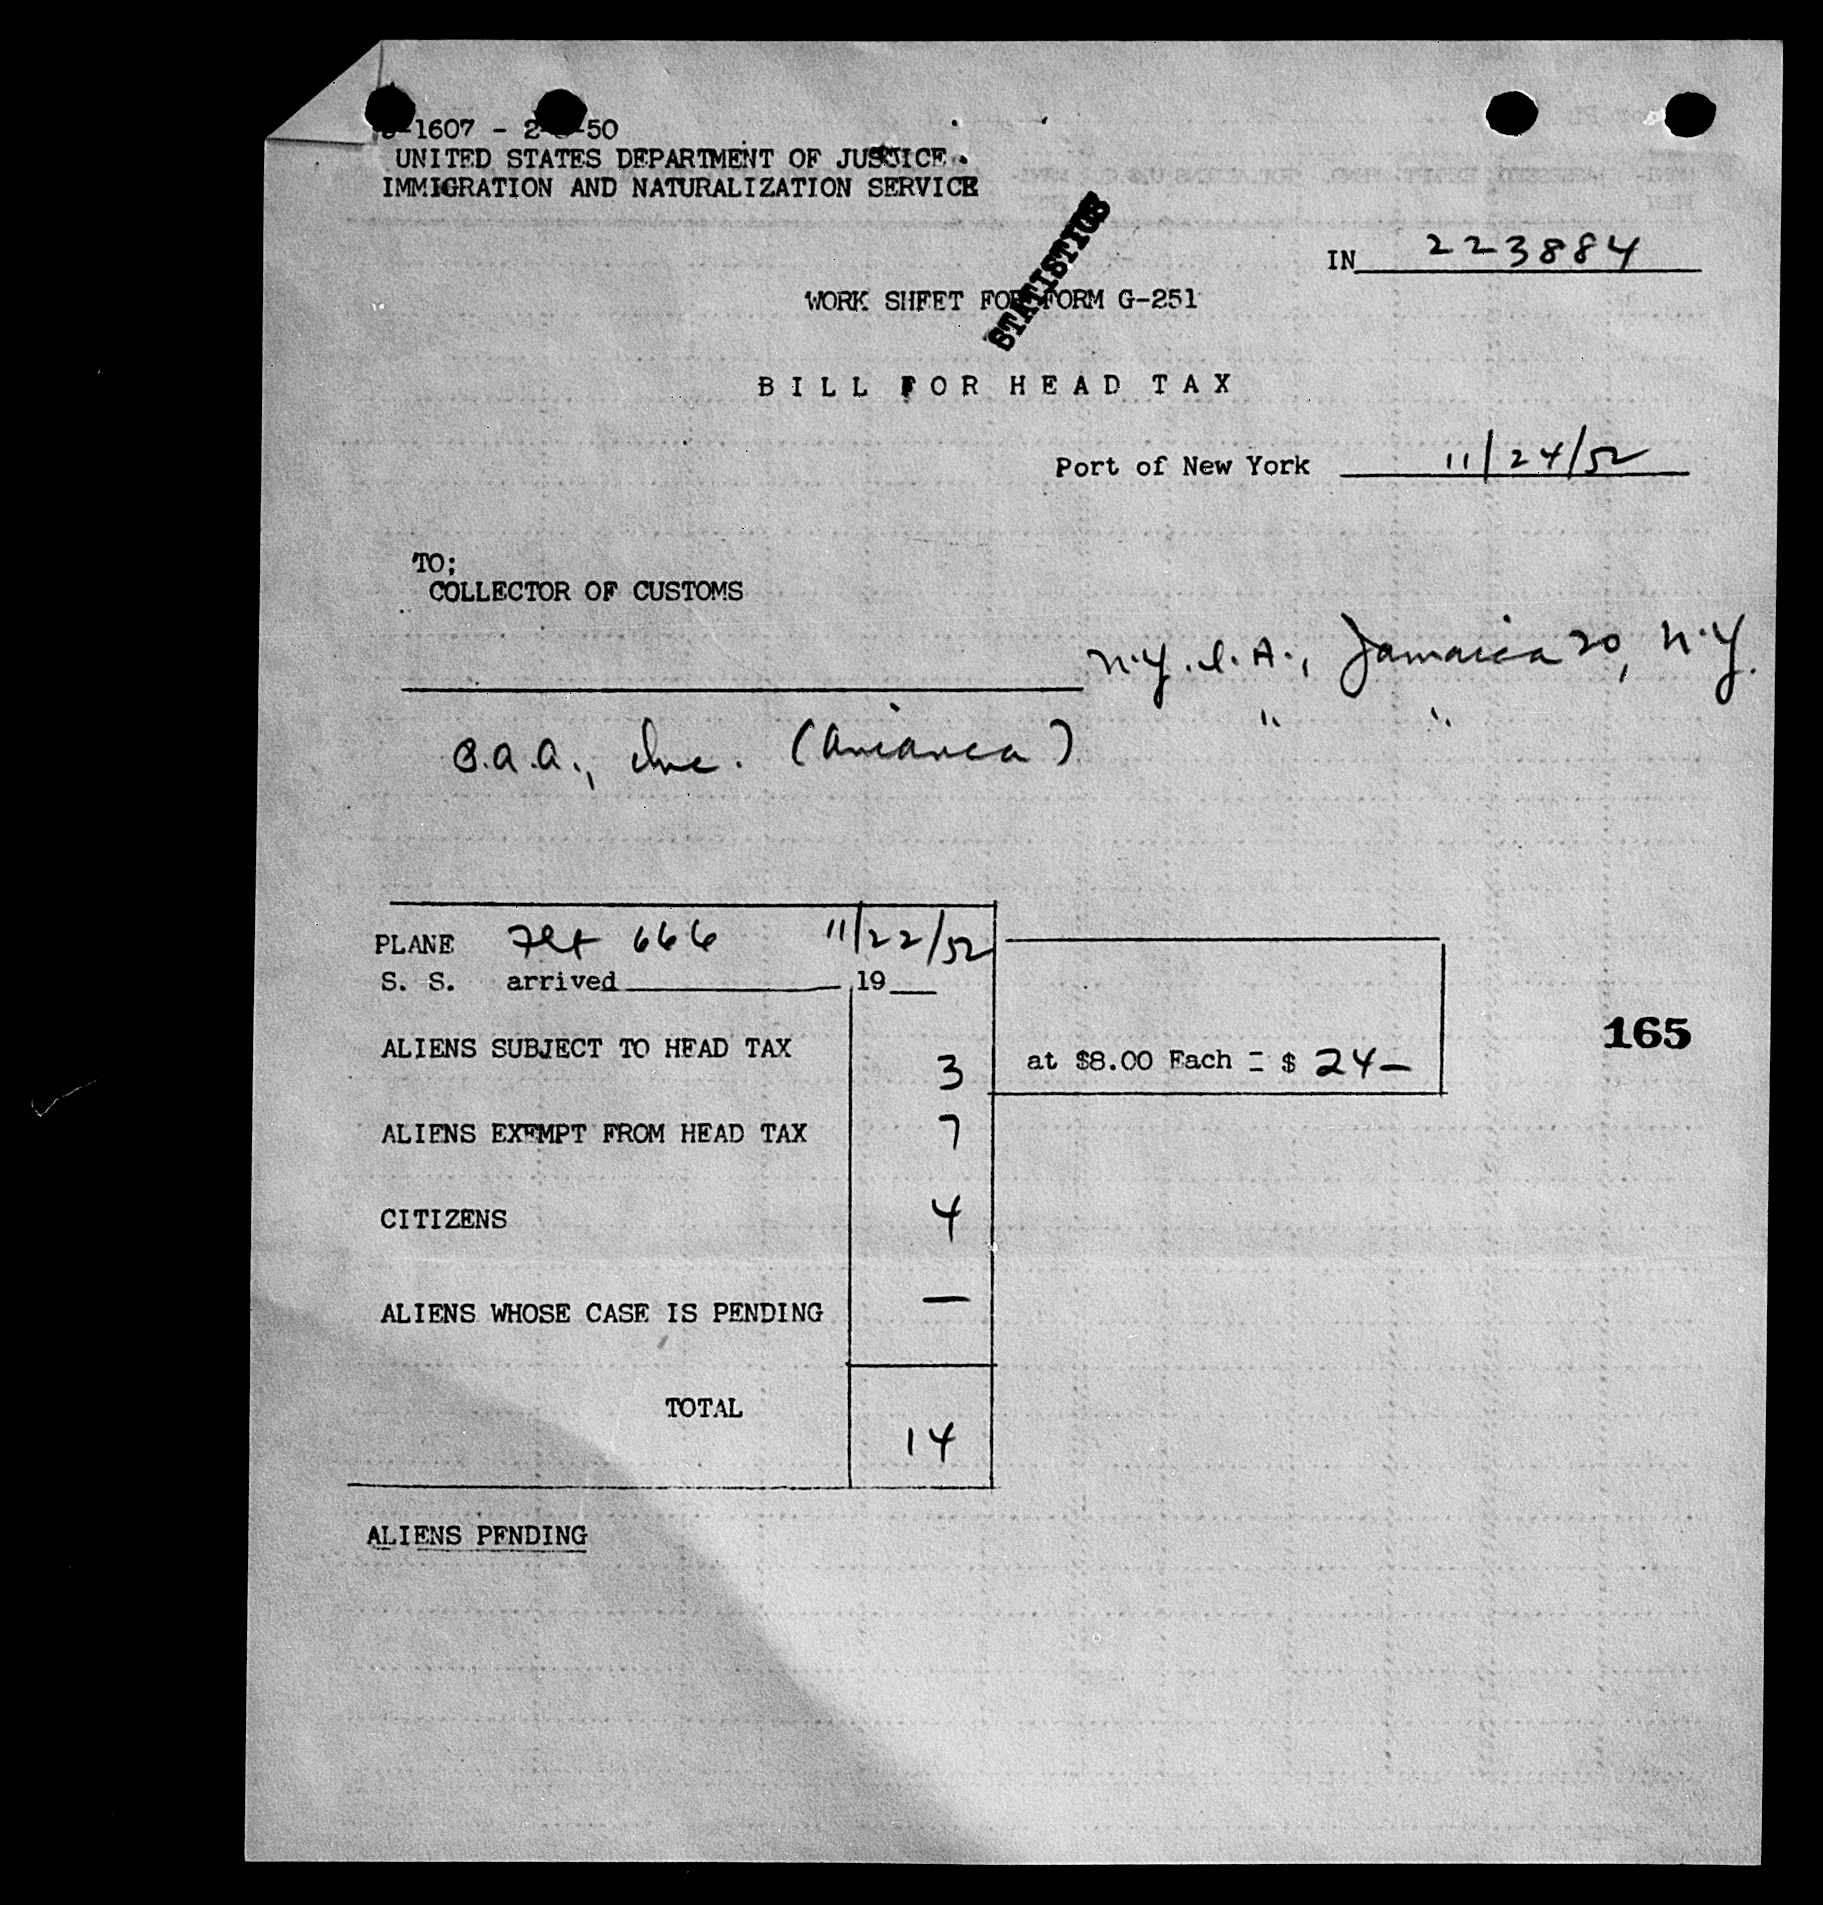 -1607 - 2- -50
UNITED STATES DEPARTMENT OF JUSTICE
IMMIGRATION AND NATURALIZATION SERVICE
STATISTICS
IN 223884
WORK SHEET FOR FORM G-251
BILL FOR HEAD TAX
Port of New York 11/24/52
TO;
COLLECTOR OF CUSTOMS
N.Y.I.A., Jamaica 20, N.Y.
" "
S.A.A., Inc. (Avianca)
PLANE Flt 666 11/22/52
S. S. arrived 19
ALIENS SUBJECT TO HEAD TAX 3 at $8.00 Each = $ 24-
165
ALIENS EXEMPT FROM HEAD TAX 7
CITIZENS 4
ALIENS WHOSE CASE IS PENDING —
TOTAL 14
ALIENS PENDING